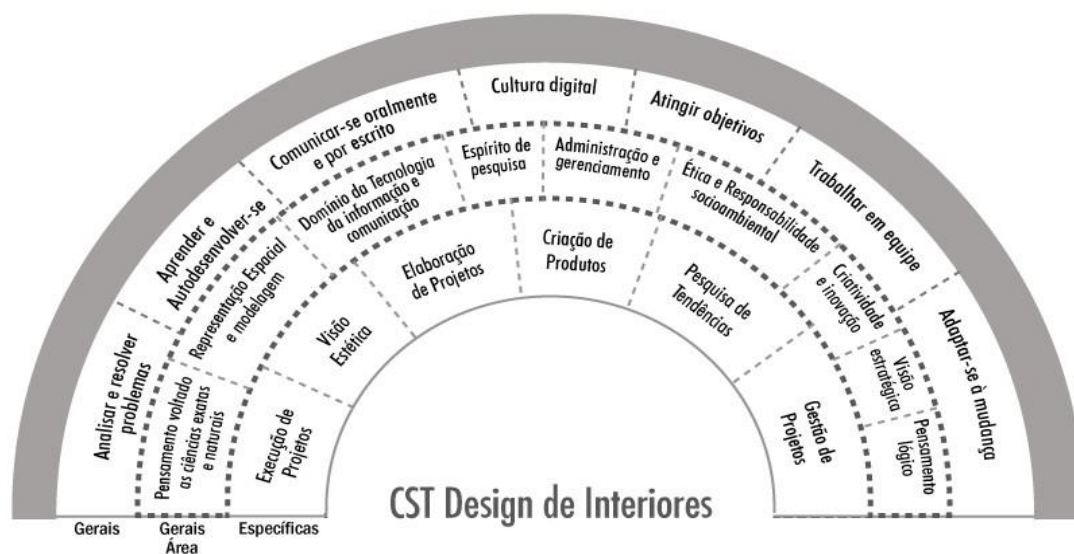 Analisar e resolver
problemas
Aprender e
Autodesenvolver-se
Comunicar-se oralmente
e por escrito
Cultura digital
Atingir objetivos
Trabalhar em equipe
Adaptar-se à mudança
Pensamento voltado
as ciências exatas
e naturais
Representação Espacial
e modelagem
Domínio da Tecnologia
da informação e
comunicação
Espírito de
pesquisa
Administração e
gerenciamento
Ética e Responsabilidade
socioambiental
Criatividade
e inovação
Visão
estratégica
Pensamento
lógico
Execução de
Projetos
Visão
Estética
Elaboração
de Projetos
Criação de
Produtos
Pesquisa de
Tendências
Gestão de
Projetos
CST Design de Interiores
Gerais
Gerais
Área
Específicas